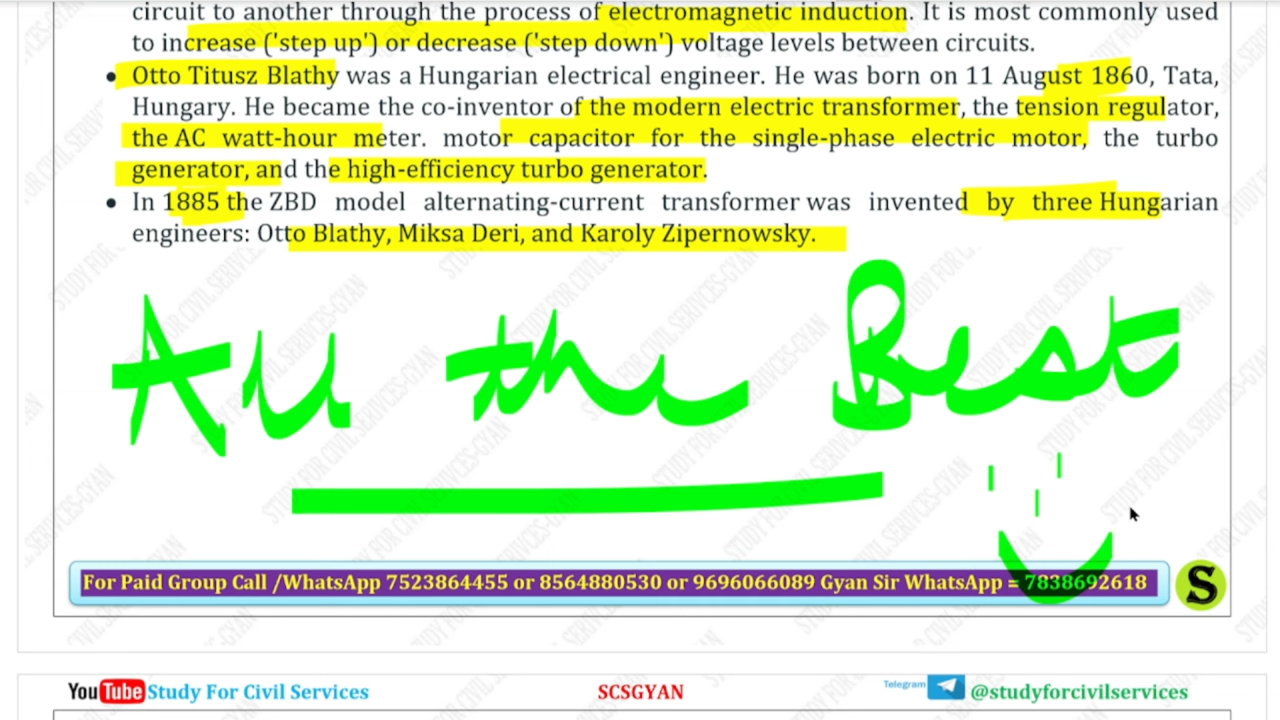 circuit to another through the process of electromagnetic induction. It is most commonly used
to increase ('step up') or decrease ('step down') voltage levels between circuits.
• Otto Titusz Blathy was a Hungarian electrical engineer. He was born on 11 August 1860, Tata,
Hungary. He became the co-inventor of the modern electric transformer, the tension regulator,
the AC watt-hour meter. motor capacitor for the single-phase electric motor, the turbo
generator, and the high-efficiency turbo generator.
• In 1885 the ZBD model alternating-current transformer was invented by three Hungarian
engineers: Otto Blathy, Miksa Deri, and Karoly Zipernowsky.
All the Best
For Paid Group Call /WhatsApp 7523864455 or 8564880530 or 9696066089 Gyan Sir WhatsApp = 7838692618
S
YouTube Study For Civil Services SCSGYAN Telegram @studyforcivilservices
STUDY FOR CIVIL SERVICES-GYAN